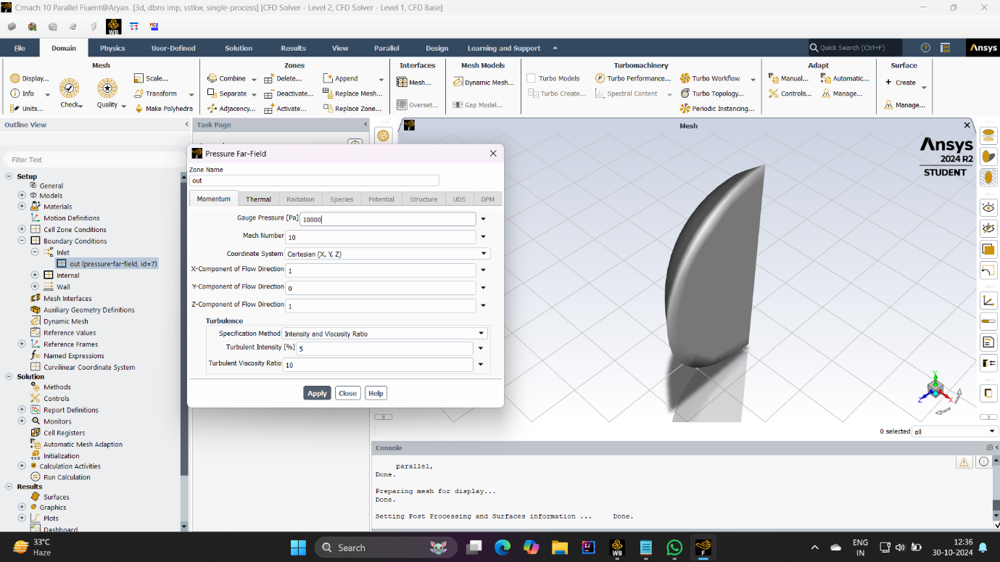 C:mach 10 Parallel Fluent@Aryan [3d, dbns imp, sstkw, single-process] [CFD Solver - Level 2, CFD Solver - Level 1, CFD Base]
WB
File Domain Physics User-Defined Solution Results View Parallel Design Learning and Support Quick Search (Ctrl+F) Ansys
Mesh Zones Interfaces Mesh Models Turbomachinery Adapt Surface
Display... Scale... Combine Delete... Append Mesh... Dynamic Mesh... Turbo Models Turbo Performance... Turbo Workflow Manual... Automatic... + Create
Info Transform Separate Deactivate... Replace Mesh... Turbo Create... Spectral Content Turbo Topology... Controls... Manage...
Units... Check Quality Make Polyhedra Adjacency... Activate... Replace Zone... Overset... Gap Model... Periodic Instancing... Manage...
Outline View
Task Page
Mesh
Filter Text
Setup
General
Models
Materials
Motion Definitions
Cell Zone Conditions
Boundary Conditions
Inlet
out (pressure-far-field, id=7)
Internal
Wall
Mesh Interfaces
Auxiliary Geometry Definitions
Dynamic Mesh
Reference Values
Reference Frames
Named Expressions
Curvilinear Coordinate System
Solution
Methods
Controls
Report Definitions
Monitors
Cell Registers
Automatic Mesh Adaption
Initialization
Calculation Activities
Run Calculation
Results
Surfaces
Graphics
Plots
Dashboard
Pressure Far-Field
Zone Name
out
Momentum Thermal Radiation Species Potential Structure UDS DPM
Gauge Pressure [Pa] 10000
Mach Number 10
Coordinate System Cartesian (X, Y, Z)
X-Component of Flow Direction 1
Y-Component of Flow Direction 0
Z-Component of Flow Direction 1
Turbulence
Specification Method Intensity and Viscosity Ratio
Turbulent Intensity [%] 5
Turbulent Viscosity Ratio 10
Apply Close Help
Ansys
2024 R2
STUDENT
Y
Z X
0 selected all
Console
parallel,
Done.
Preparing mesh for display...
Done.
Setting Post Processing and Surfaces information ... Done.
33°C
Haze
Search
WB
ENG
IN
12:36
30-10-2024